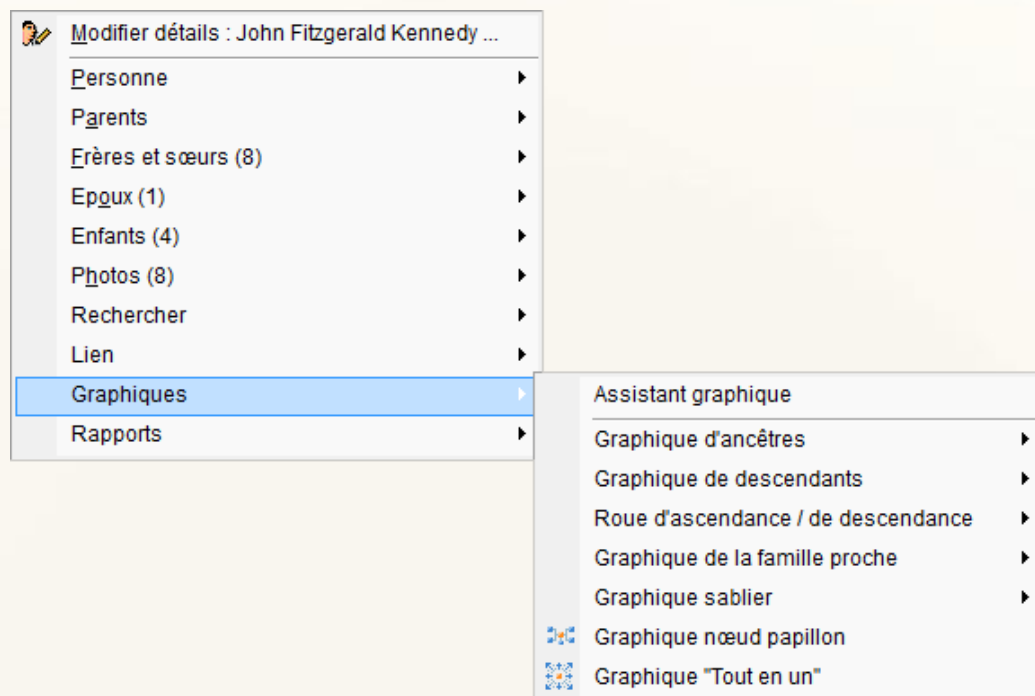 Modifier détails : John Fitzgerald Kennedy ...
Personne
Parents
Frères et sœurs (8)
Epoux (1)
Enfants (4)
Photos (8)
Rechercher
Lien
Graphiques
Rapports
Assistant graphique
Graphique d'ancêtres
Graphique de descendants
Roue d'ascendance / de descendance
Graphique de la famille proche
Graphique sablier
Graphique nœud papillon
Graphique "Tout en un"